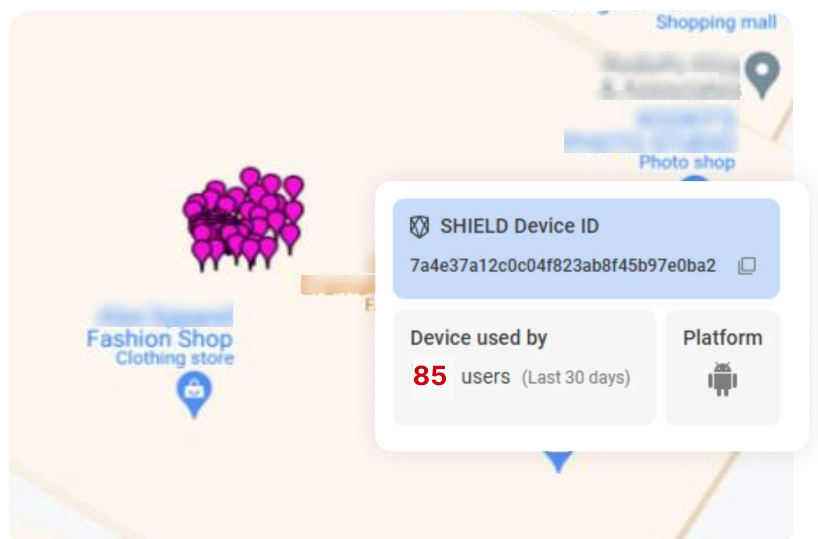 Shopping mall
Photo shop
SHIELD Device ID
7a4e37a12c0c04f823ab8f45b97e0ba2
Device used by
85 users (Last 30 days)
Platform
Fashion Shop
Clothing store